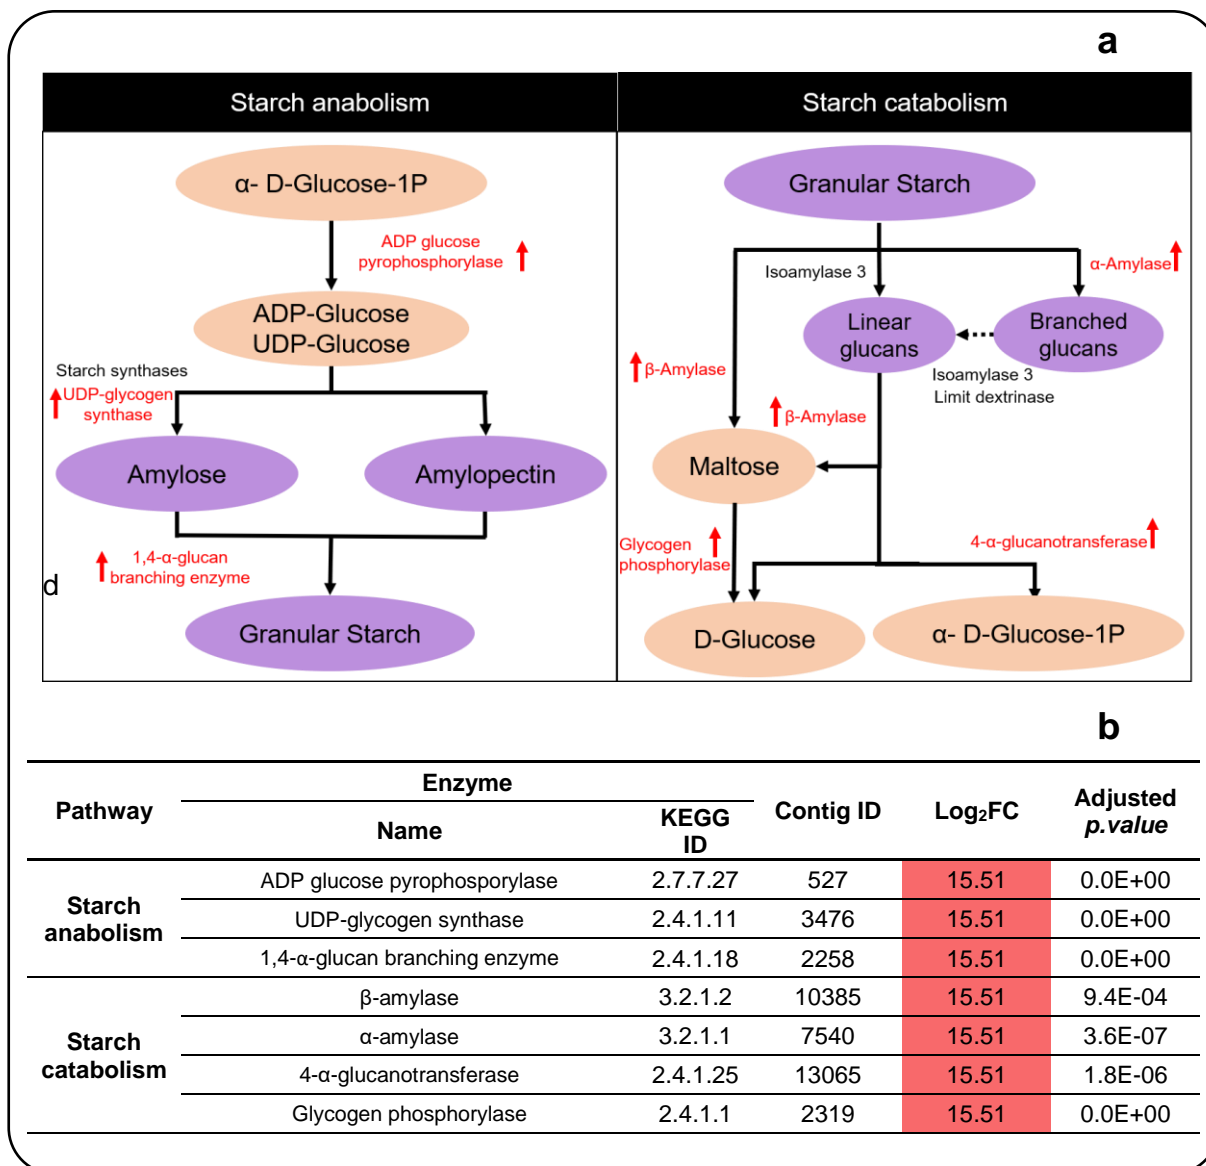 a
Starch anabolism
α- D-Glucose-1P
ADP glucose
pyrophosphorylase
ADP-Glucose
UDP-Glucose
Starch synthases
UDP-glycogen
synthase
Amylose
Amylopectin
1,4-α-glucan
branching enzyme
d
Granular Starch
Starch catabolism
Granular Starch
Isoamylase 3
α-Amylase
Linear
glucans
Branched
glucans
β-Amylase
Isoamylase 3
Limit dextrinase
β-Amylase
Maltose
Glycogen
phosphorylase
4-α-glucanotransferase
D-Glucose
α- D-Glucose-1P
b
Pathway Enzyme Contig ID Log2FC Adjusted
p.value
Name KEGG
ID
Starch
anabolism
ADP glucose pyrophosporylase 2.7.7.27 527 15.51 0.0E+00
UDP-glycogen synthase 2.4.1.11 3476 15.51 0.0E+00
1,4-α-glucan branching enzyme 2.4.1.18 2258 15.51 0.0E+00
Starch
catabolism
β-amylase 3.2.1.2 10385 15.51 9.4E-04
α-amylase 3.2.1.1 7540 15.51 3.6E-07
4-α-glucanotransferase 2.4.1.25 13065 15.51 1.8E-06
Glycogen phosphorylase 2.4.1.1 2319 15.51 0.0E+00